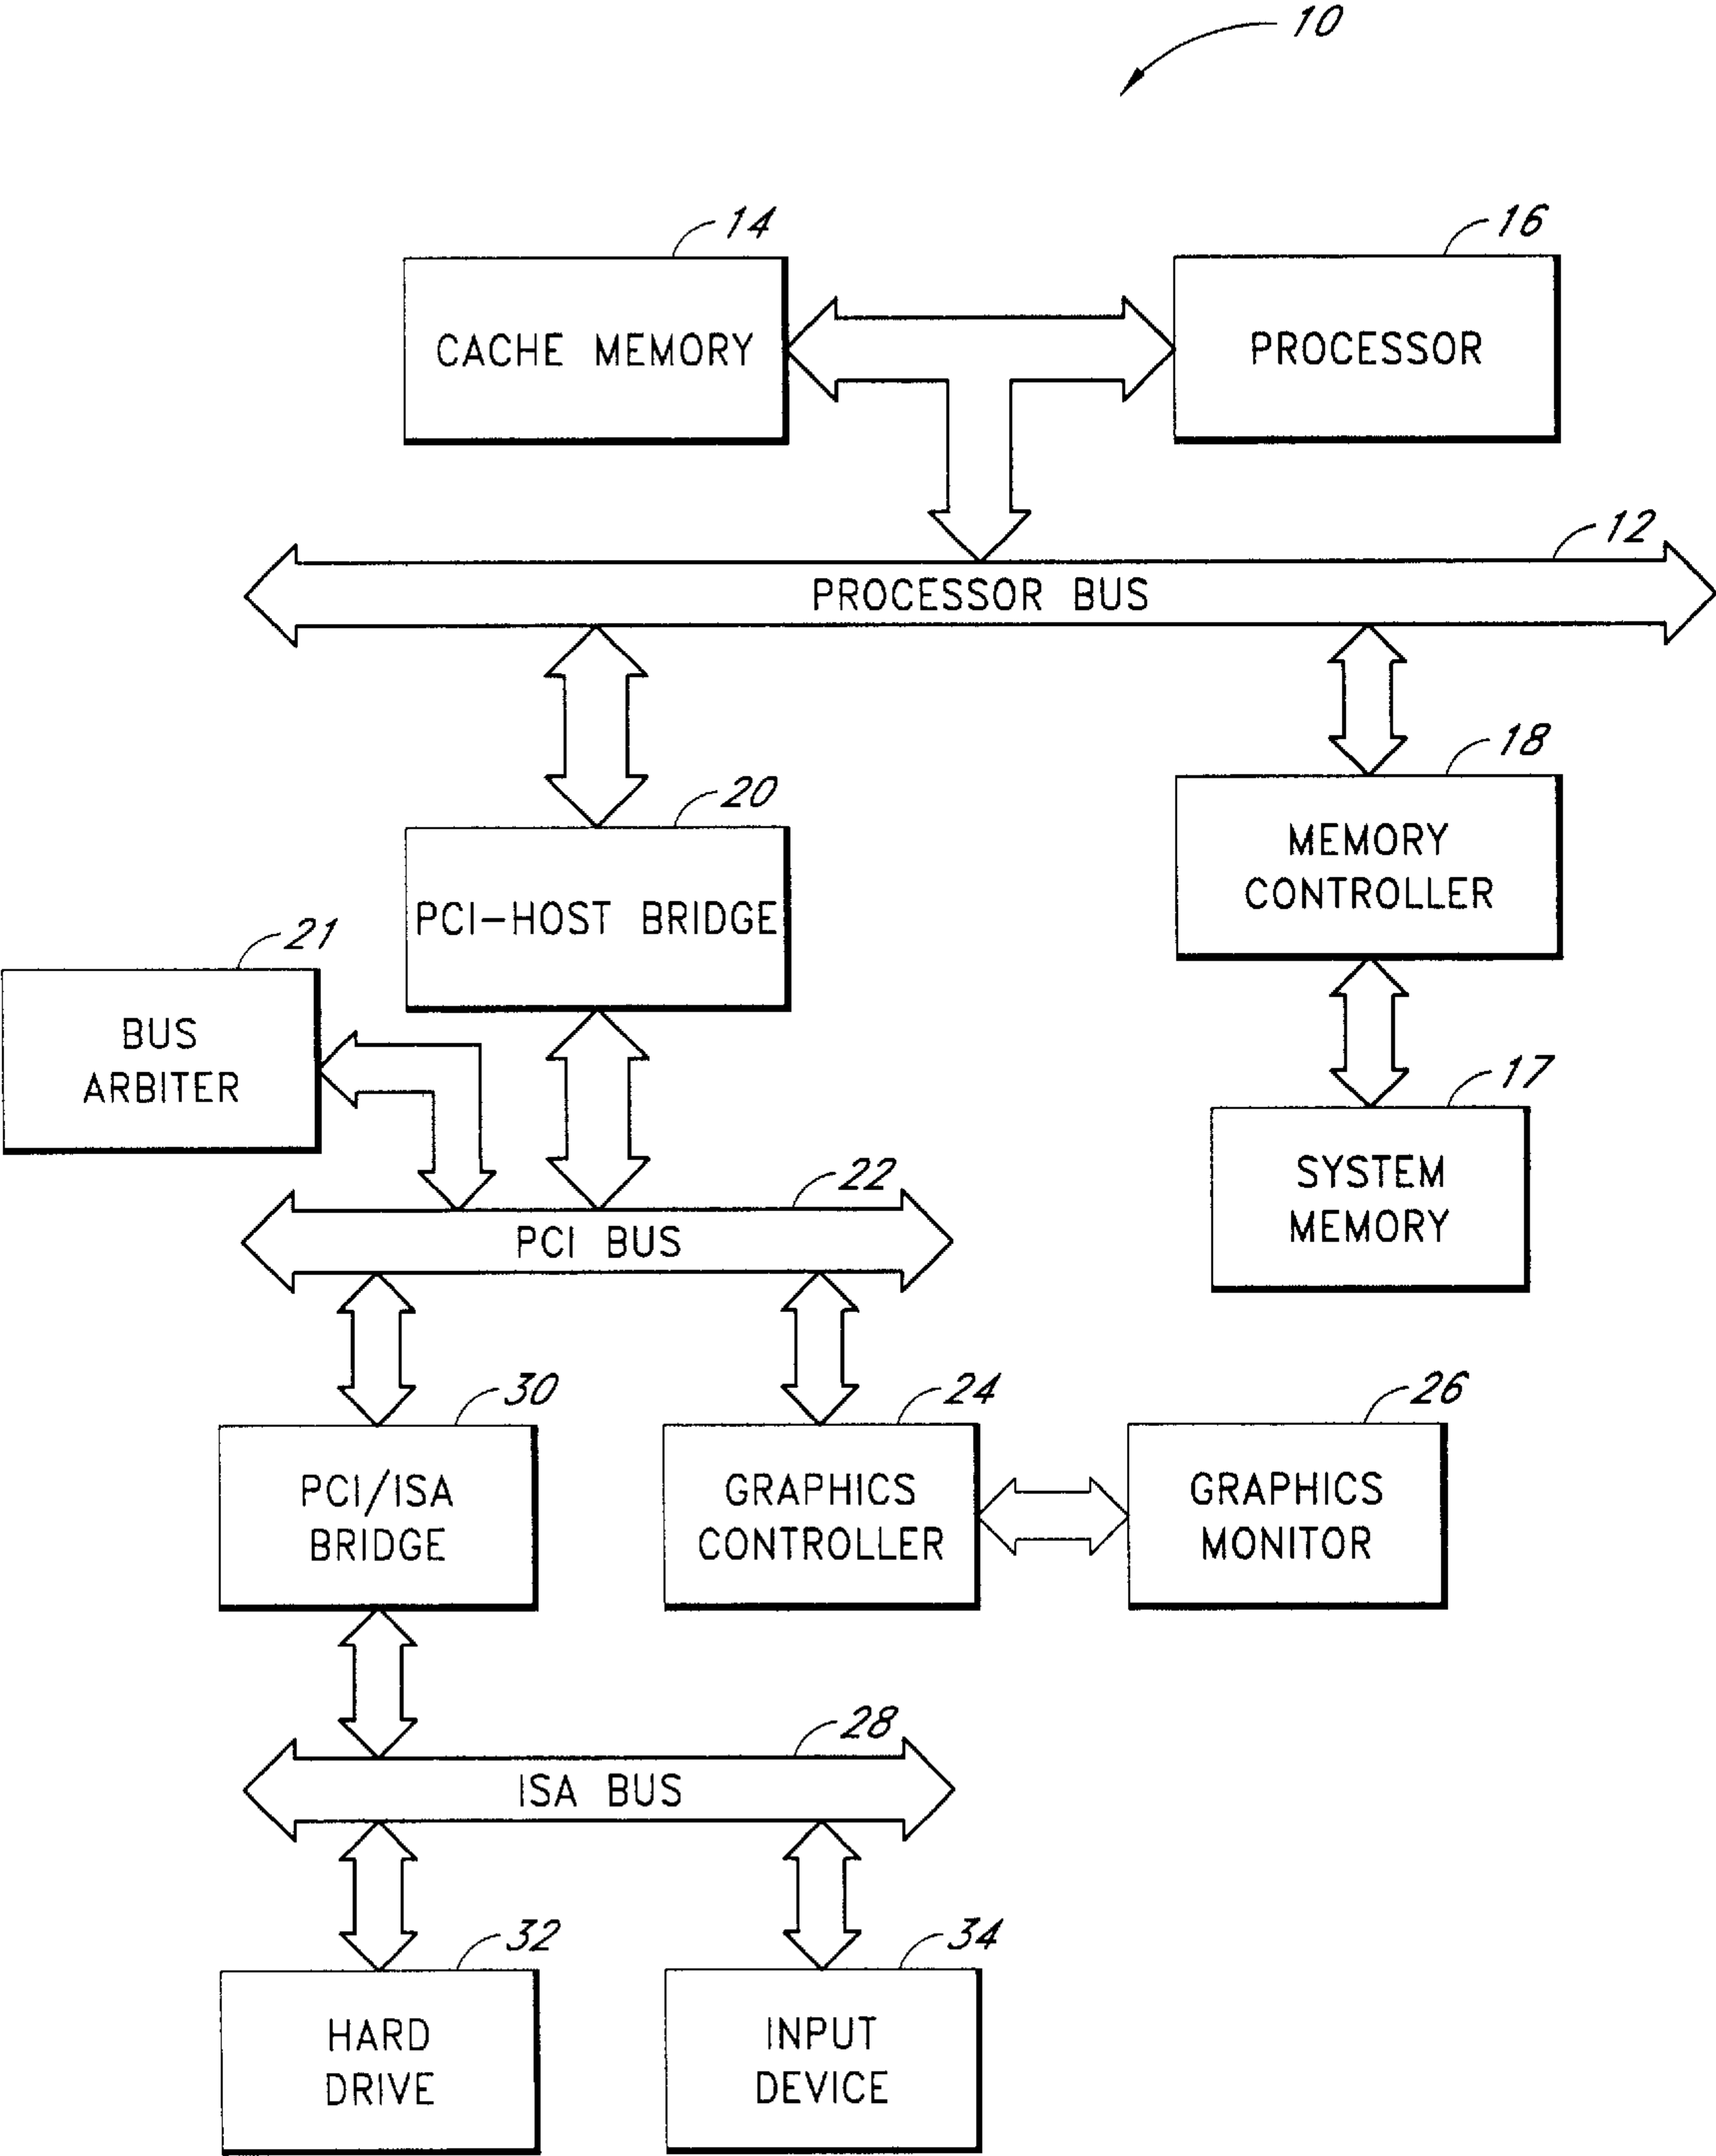 10
14
16
CACHE MEMORY
PROCESSOR
12
PROCESSOR BUS
18
20
MEMORY
CONTROLLER
PCI-HOST BRIDGE
21
BUS
ARBITER
17
SYSTEM
MEMORY
22
PCI BUS
30
24
26
PCI/ISA
BRIDGE
GRAPHICS
CONTROLLER
GRAPHICS
MONITOR
28
ISA BUS
32
34
HARD
DRIVE
INPUT
DEVICE